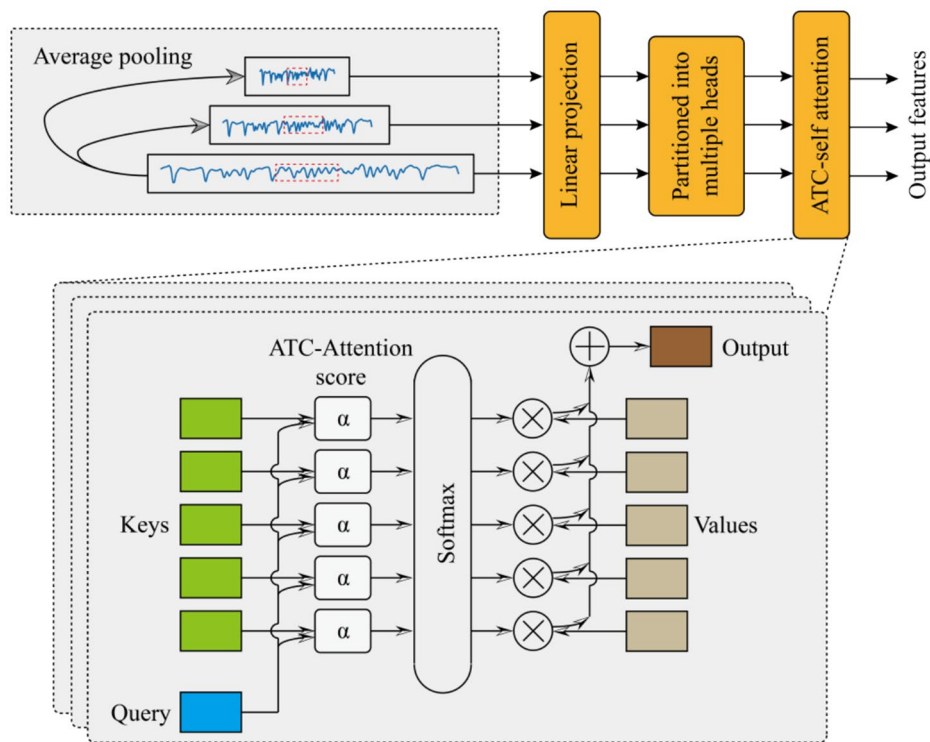 Average pooling
Linear projection
Partitioned into
multiple heads
ATC-self attention
Output features
ATC-Attention
score
Output
α
α
α
α
α
Softmax
Keys
Values
Query